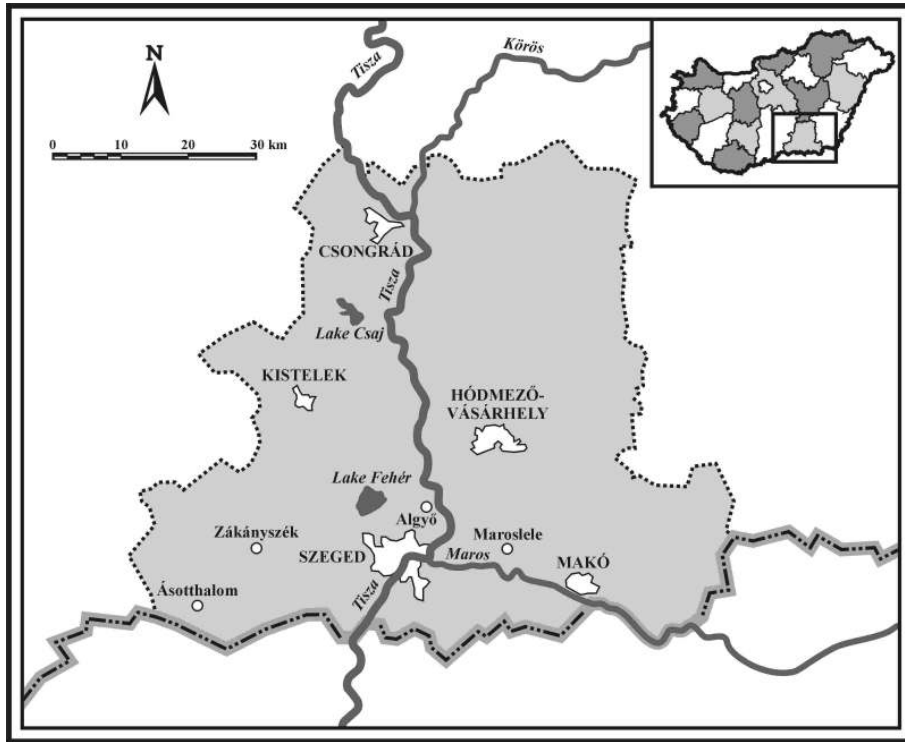 N
0 10 20 30 km
Tisza
Körös
CSONGRÁD
Tisza
Lake Csaj
KISTELEK
HÓDMEZŐ-
VÁSÁRHELY
Lake Fehér
Algyő
Zákányszék
SZEGED
Maroslele
Maros
MAKÓ
Ásotthalom
Tisza